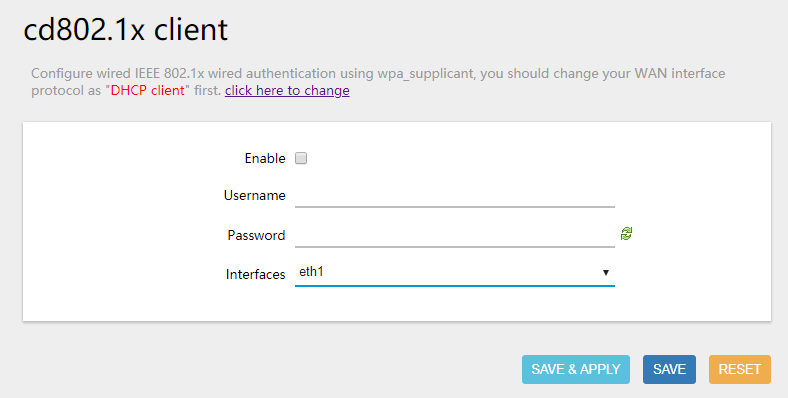 cd802.1x client
Configure wired IEEE 802.1x wired authentication using wpa_supplicant, you should change your WAN interface
protocol as "DHCP client" first. click here to change
Enable
Username
Password
Interfaces eth1
SAVE & APPLY SAVE RESET